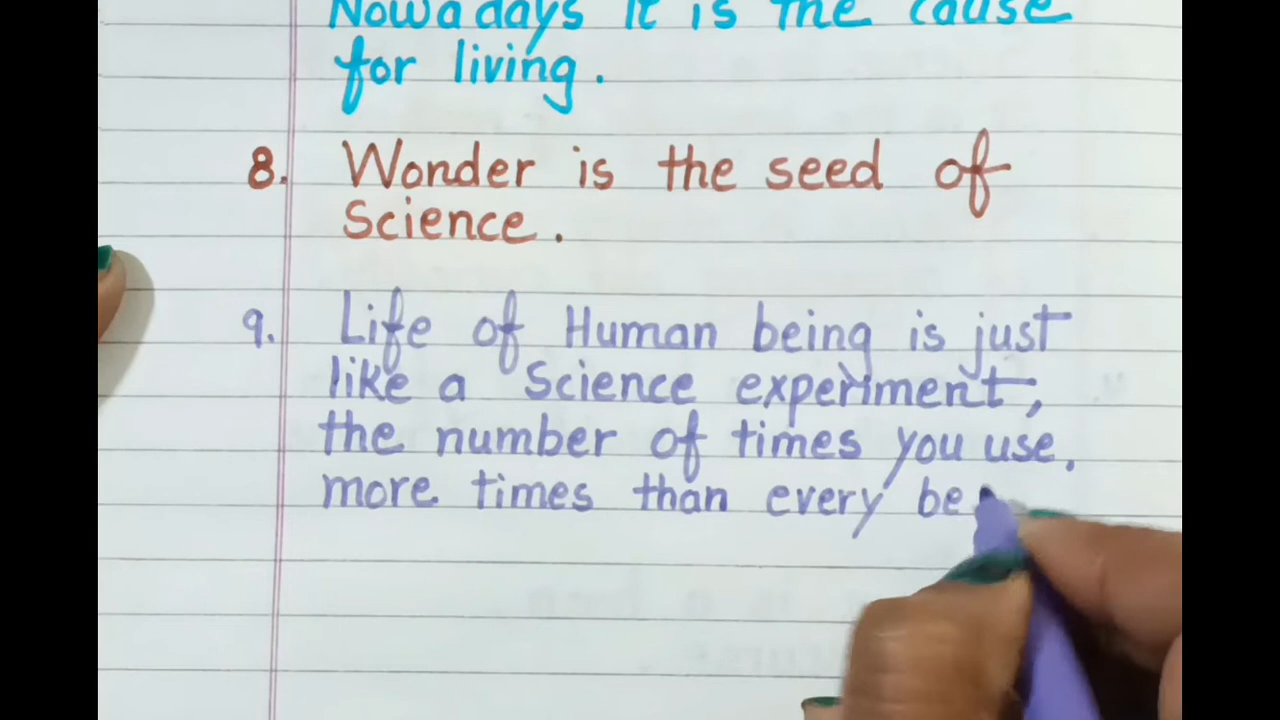 Nowadays it is the cause
for living.
8. Wonder is the seed of
Science.
9. Life of Human being is just
like a Science experiment,
the number of times you use,
more times than every be